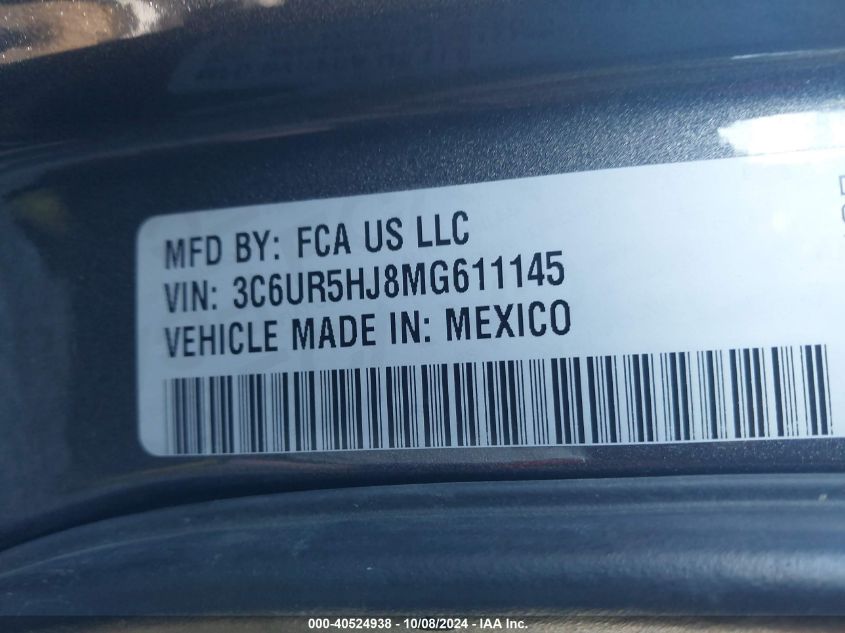 MFD BY: FCA US LLC
VIN: 3C6UR5HJ8MG611145
VEHICLE MADE IN: MEXICO
000-40524938 - 10/08/2024 - IAA Inc.